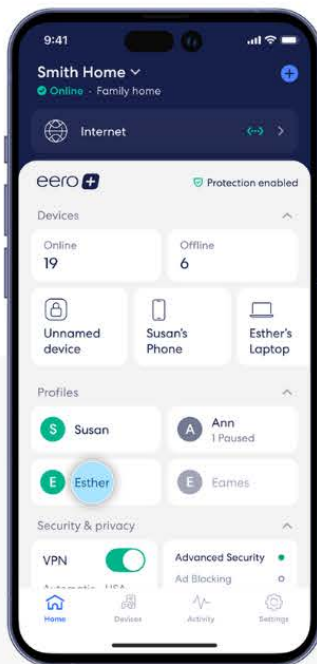 9:41
Smith Home
Online · Family home
Internet
eero+
Protection enabled
Devices
Online
19
Offline
6
Unnamed
device
Susan's
Phone
Esther's
Laptop
Profiles
S Susan
A Ann
1 Paused
E Esther
E Eames
Security & privacy
VPN
Advanced Security
Ad Blocking
Automatic · USA
Home
Devices
Activity
Settings